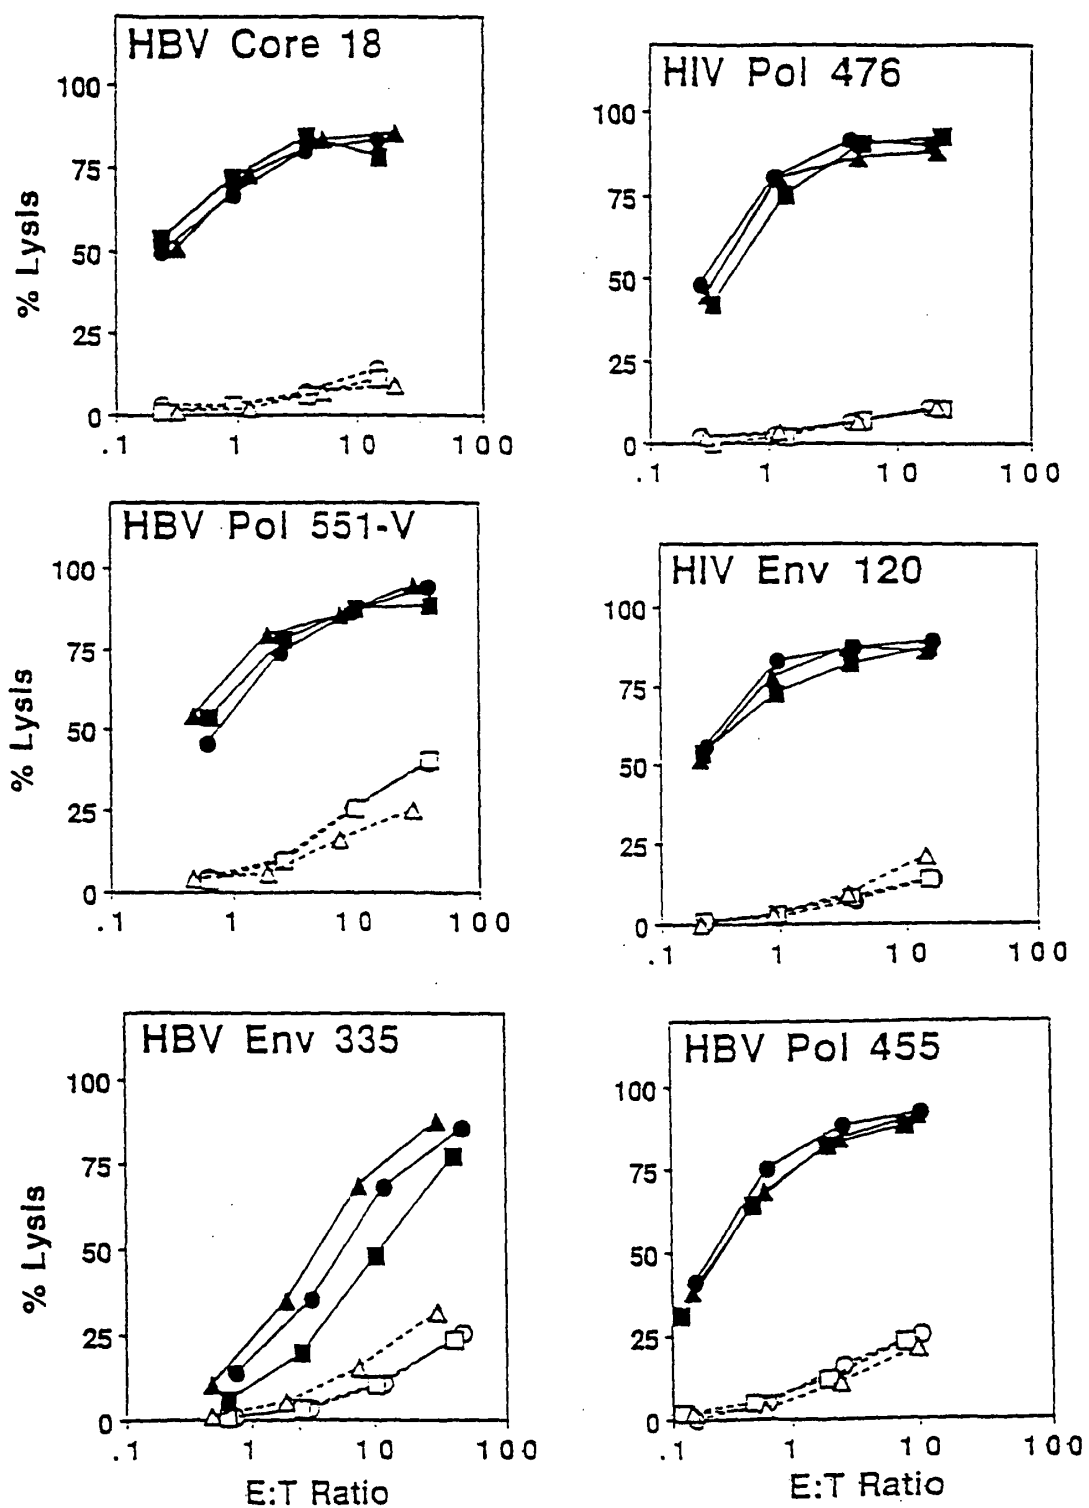 HBV Core 18
100
75
50
25
0
.1 1 10 100
% Lysis
HIV Pol 476
100
75
50
25
0
.1 1 10 100
HBV Pol 551-V
100
75
50
25
0
.1 1 10 100
% Lysis
HIV Env 120
100
75
50
25
0
.1 1 10 100
HBV Env 335
100
75
50
25
0
.1 1 10 100
% Lysis
E:T Ratio
HBV Pol 455
100
75
50
25
0
.1 1 10 100
E:T Ratio